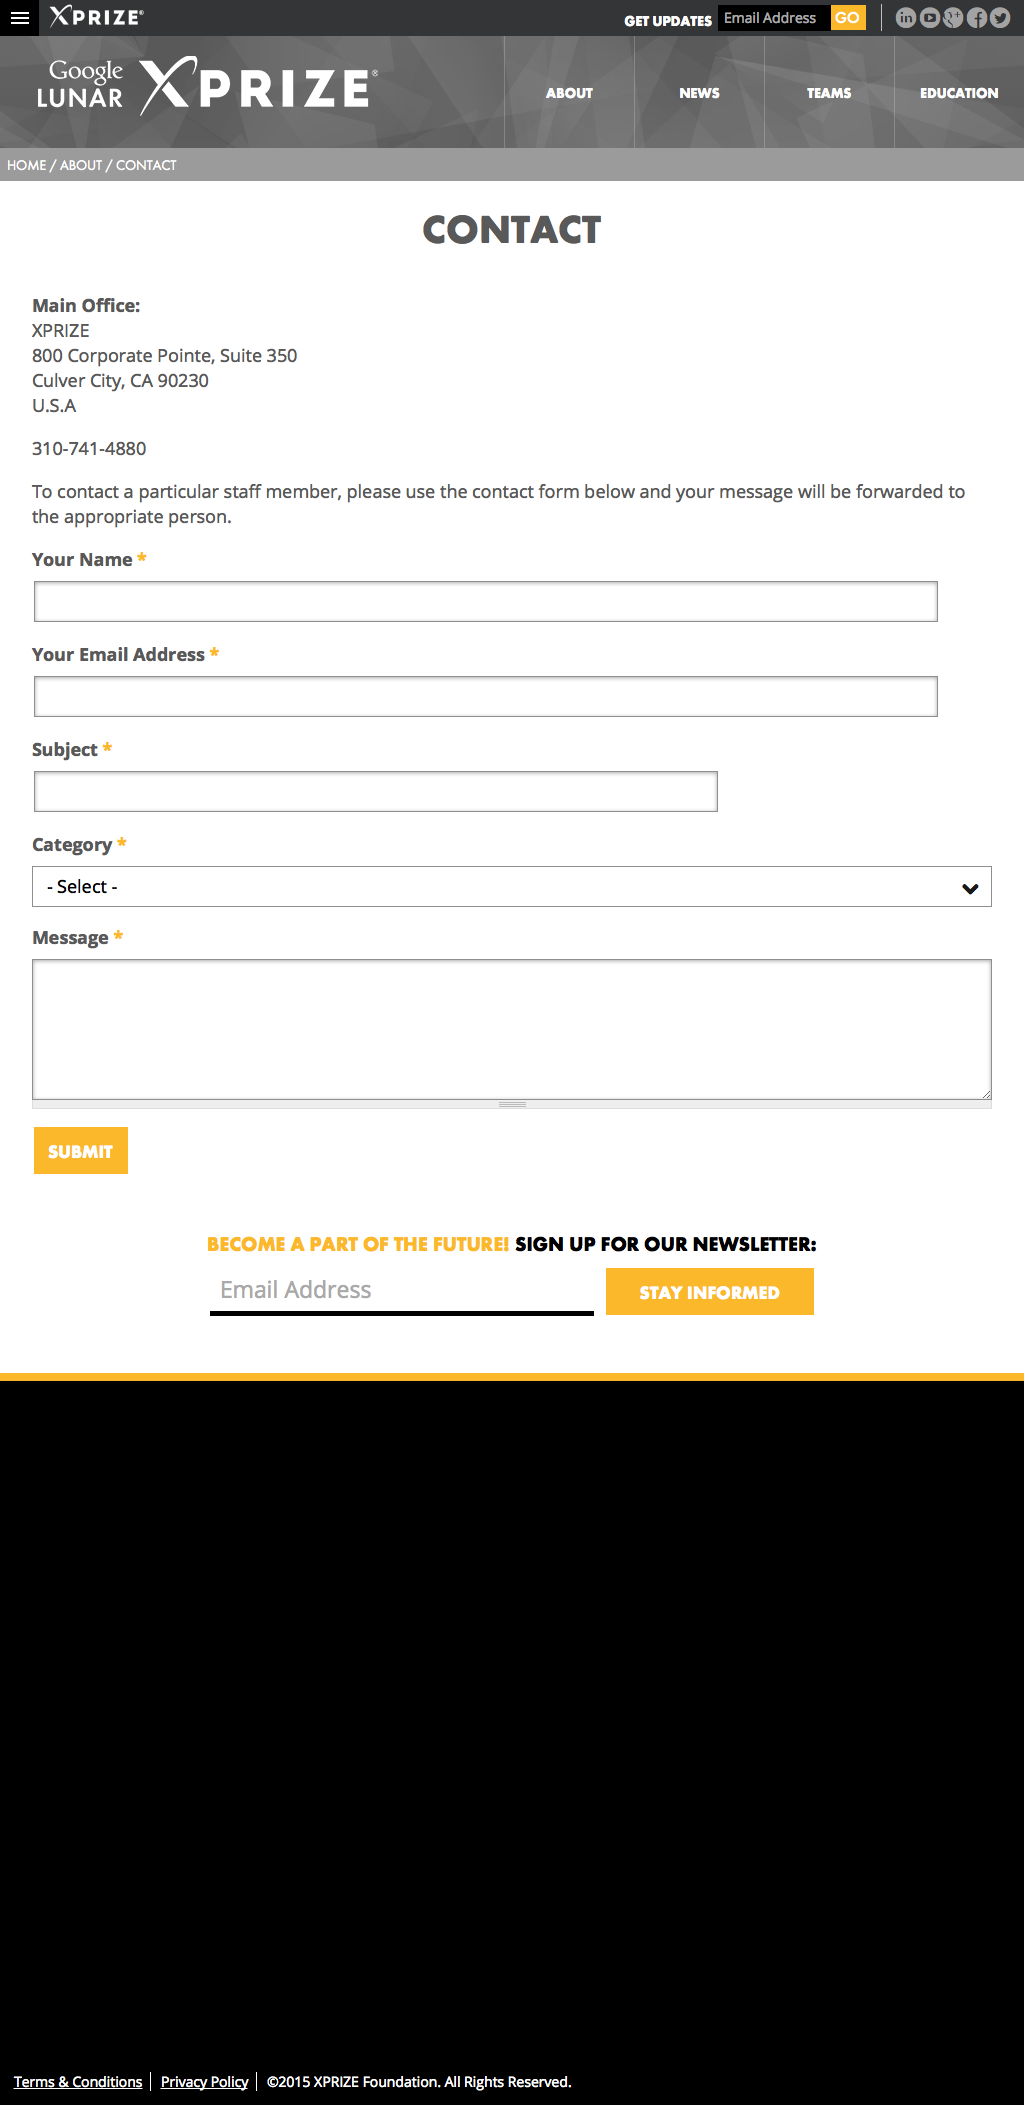 XPRIZE®
GET UPDATES Email Address GO
Google
LUNAR XPRIZE®
ABOUT NEWS TEAMS EDUCATION
HOME / ABOUT / CONTACT
CONTACT
Main Office:
XPRIZE
800 Corporate Pointe, Suite 350
Culver City, CA 90230
U.S.A
310-741-4880
To contact a particular staff member, please use the contact form below and your message will be forwarded to
the appropriate person.
Your Name *
Your Email Address *
Subject *
Category *
- Select -
Message *
SUBMIT
BECOME A PART OF THE FUTURE! SIGN UP FOR OUR NEWSLETTER:
Email Address STAY INFORMED
Terms & Conditions Privacy Policy ©2015 XPRIZE Foundation. All Rights Reserved.